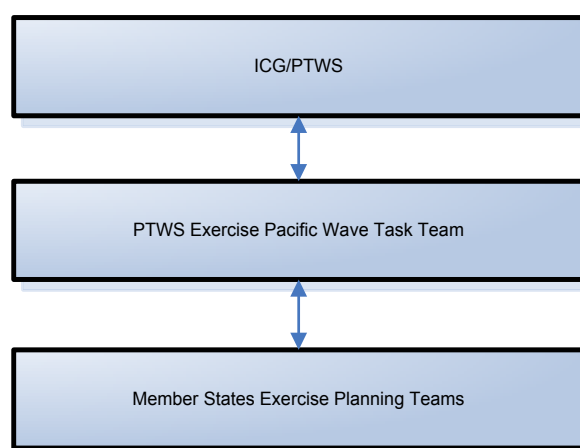 ICG/PTWS
PTWS Exercise Pacific Wave Task Team
Member States Exercise Planning Teams